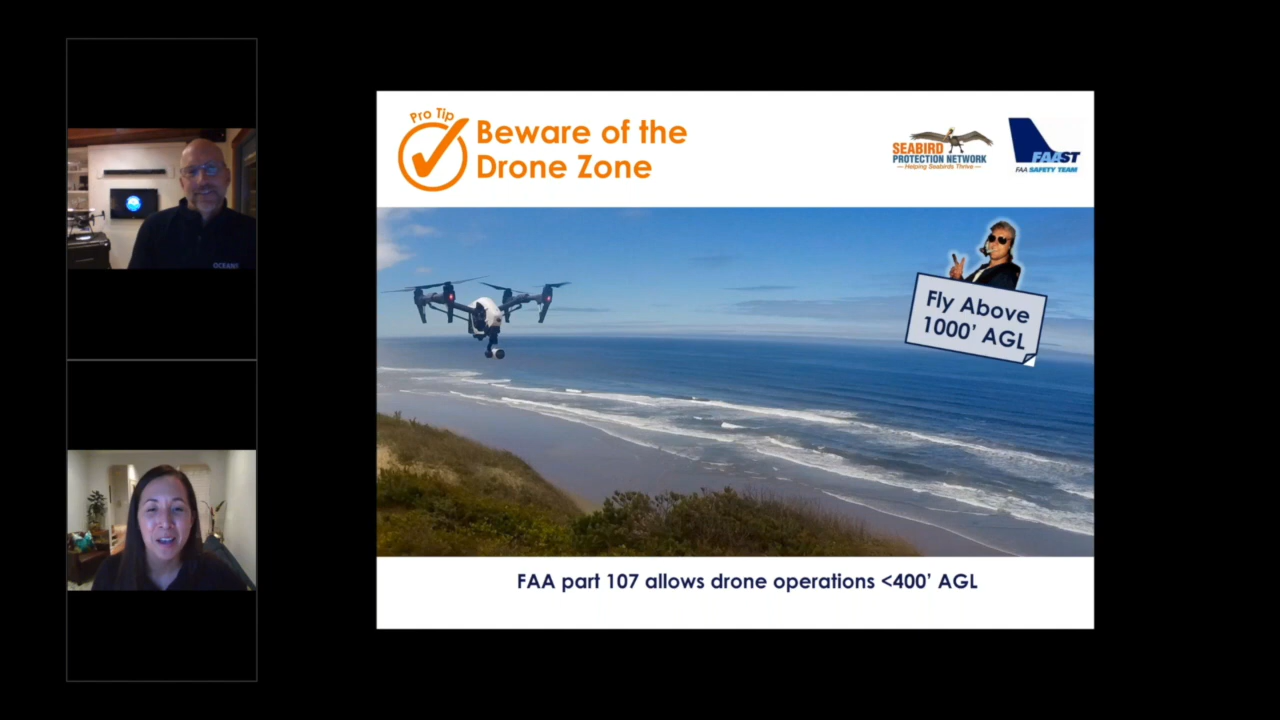 Pro Tip
Beware of the
Drone Zone
SEABIRD
PROTECTION NETWORK
—Helping Seabirds Thrive—
FAAST
FAA SAFETY TEAM
Fly Above
1000’ AGL
FAA part 107 allows drone operations <400’ AGL